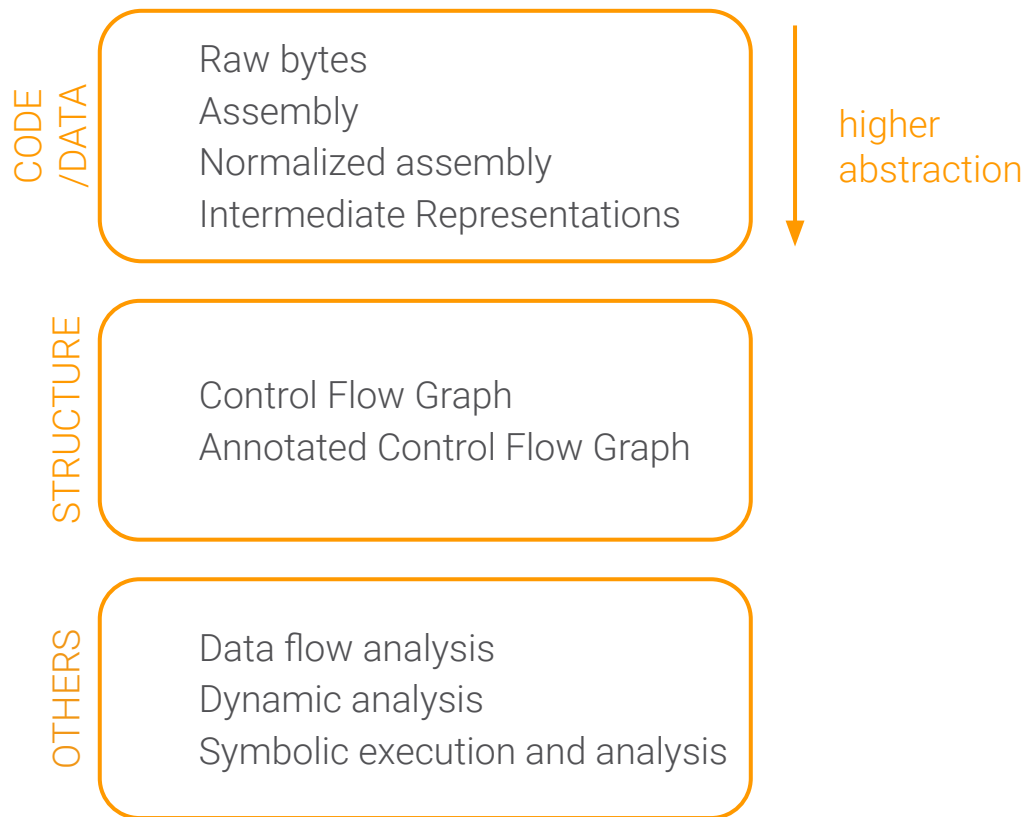 CODE
/DATA
Raw bytes
Assembly
Normalized assembly
Intermediate Representations
higher
abstraction
STRUCTURE
Control Flow Graph
Annotated Control Flow Graph
OTHERS
Data flow analysis
Dynamic analysis
Symbolic execution and analysis